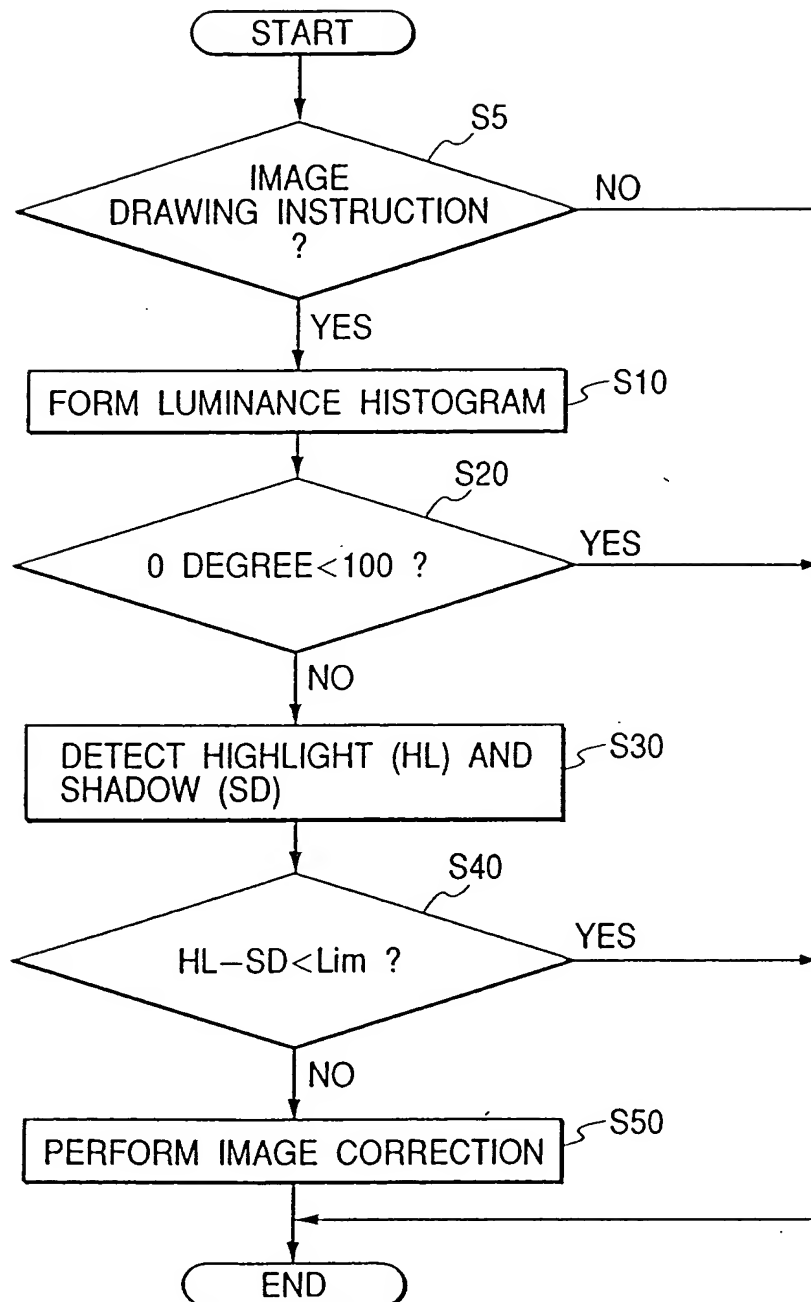 START
S5
IMAGE
DRAWING INSTRUCTION
?
NO
YES
FORM LUMINANCE HISTOGRAM
S10
S20
0 DEGREE<100 ?
YES
NO
DETECT HIGHLIGHT (HL) AND
SHADOW (SD)
S30
S40
HL–SD<Lim ?
YES
NO
PERFORM IMAGE CORRECTION
S50
END